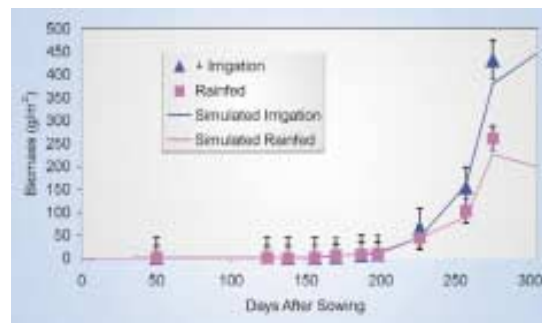 500
450
400
350
300
250
200
150
100
50
0
Biomass (g/m²)
+ Irrigation
Rainfed
Simulated Irrigation
Simulated Rainfed
0 50 100 150 200 250 300
Days After Sowing